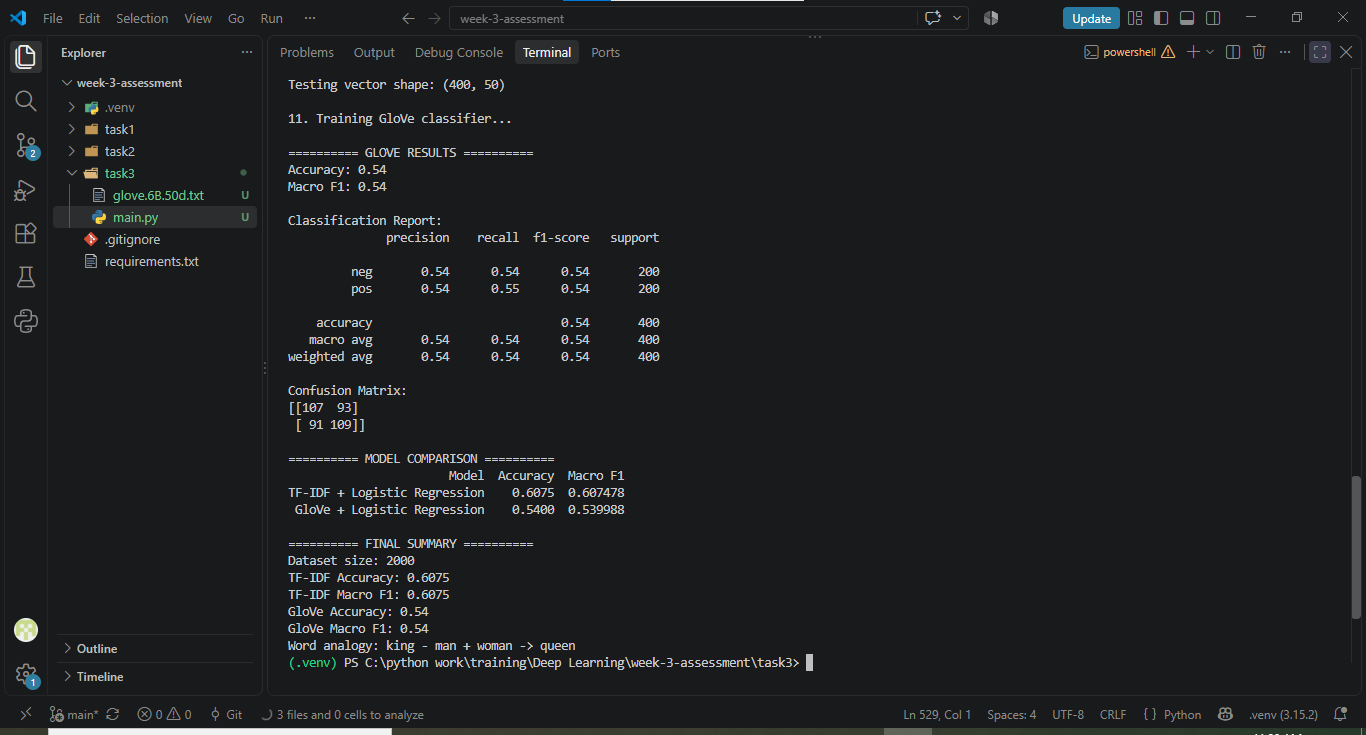 File Edit Selection View Go Run ··· week-3-assessment Update
Explorer ···
week-3-assessment
.venv
task1
task2
task3
glove.6B.50d.txt U
main.py U
.gitignore
requirements.txt
Outline
Timeline
2
1
Problems Output Debug Console Terminal Ports powershell ···
Testing vector shape: (400, 50)
11. Training GloVe classifier...
========== GLOVE RESULTS ==========
Accuracy: 0.54
Macro F1: 0.54
Classification Report:
precision recall f1-score support
neg 0.54 0.54 0.54 200
pos 0.54 0.55 0.54 200
accuracy 0.54 400
macro avg 0.54 0.54 0.54 400
weighted avg 0.54 0.54 0.54 400
Confusion Matrix:
[[107 93]
[ 91 109]]
========== MODEL COMPARISON ==========
Model Accuracy Macro F1
TF-IDF + Logistic Regression 0.6075 0.607478
GloVe + Logistic Regression 0.5400 0.539988
========== FINAL SUMMARY ==========
Dataset size: 2000
TF-IDF Accuracy: 0.6075
TF-IDF Macro F1: 0.6075
GloVe Accuracy: 0.54
GloVe Macro F1: 0.54
Word analogy: king - man + woman -> queen
(.venv) PS C:\python work\training\Deep Learning\week-3-assessment\task3>
main* 0 0 Git 3 files and 0 cells to analyze Ln 529, Col 1 Spaces: 4 UTF-8 CRLF { } Python .venv (3.15.2)